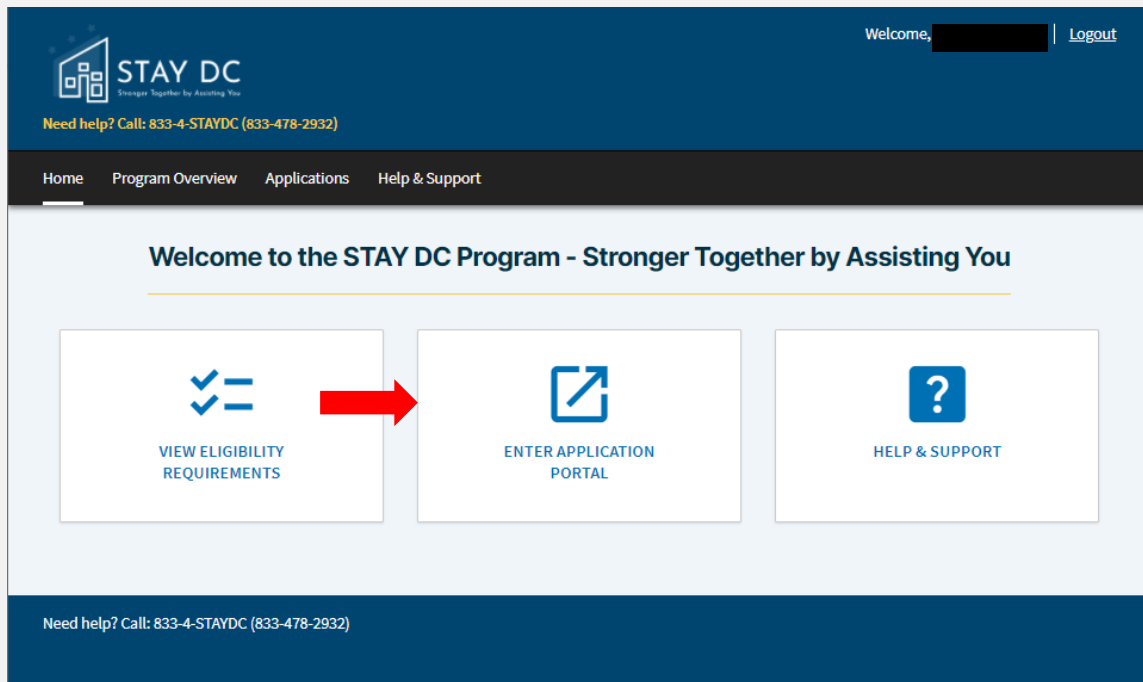 Welcome,
Logout
STAY DC
Stronger Together by Assisting You
Need help? Call: 833-4-STAYDC (833-478-2932)
Home Program Overview Applications Help & Support
Welcome to the STAY DC Program - Stronger Together by Assisting You
VIEW ELIGIBILITY
REQUIREMENTS
ENTER APPLICATION
PORTAL
?
HELP & SUPPORT
Need help? Call: 833-4-STAYDC (833-478-2932)